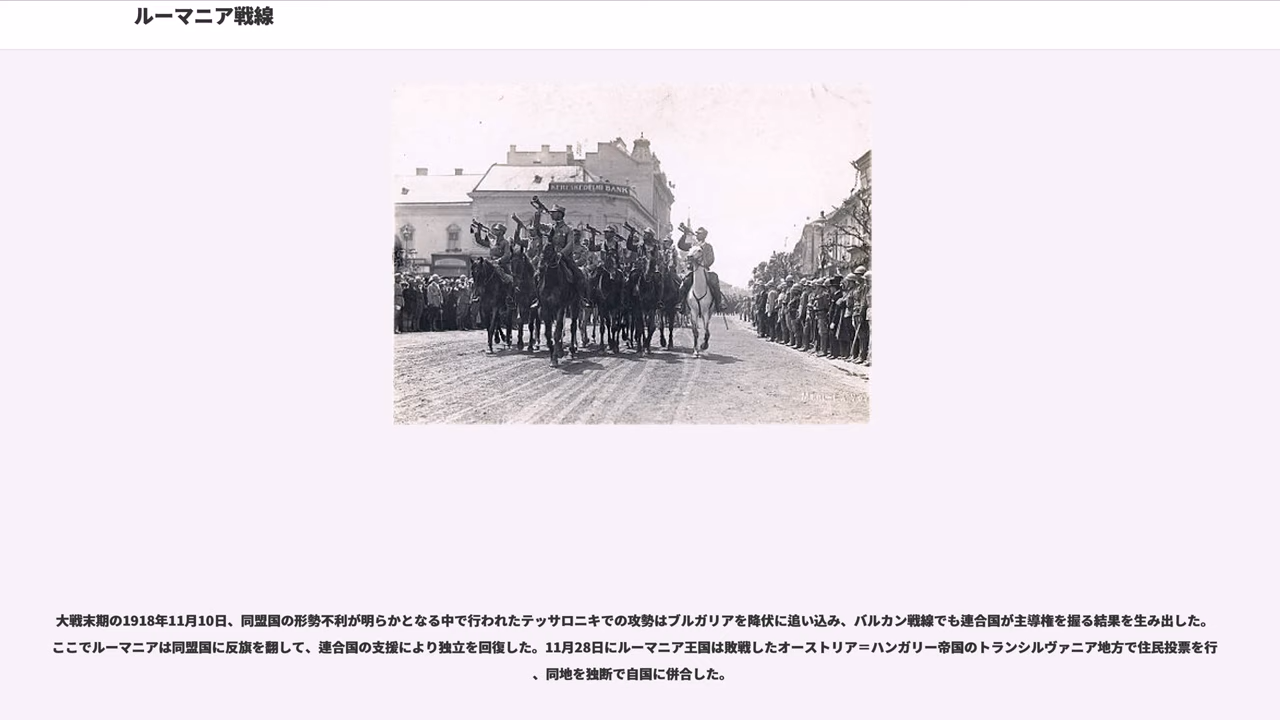 ルーマニア戦線
KERESKEDELMI BANK
大戦末期の1918年11月10日、同盟国の形勢不利が明らかとなる中で行われたテッサロニキでの攻勢はブルガリアを降伏に追い込み、バルカン戦線でも連合国が主導権を握る結果を生み出した。
ここでルーマニアは同盟国に反旗を翻して、連合国の支援により独立を回復した。11月28日にルーマニア王国は敗戦したオーストリア＝ハンガリー帝国のトランシルヴァニア地方で住民投票を行
、同地を独断で自国に併合した。